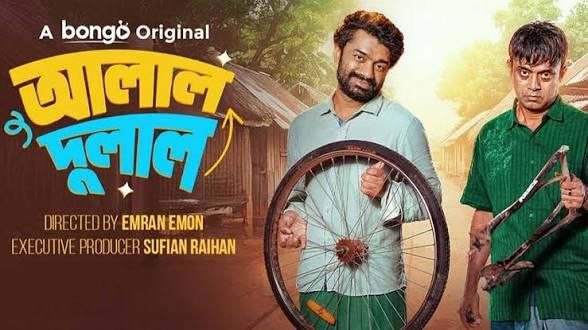 A bongo Original
আলাল
দুলাল
DIRECTED BY EMRAN EMON
EXECUTIVE PRODUCER SUFIAN RAIHAN